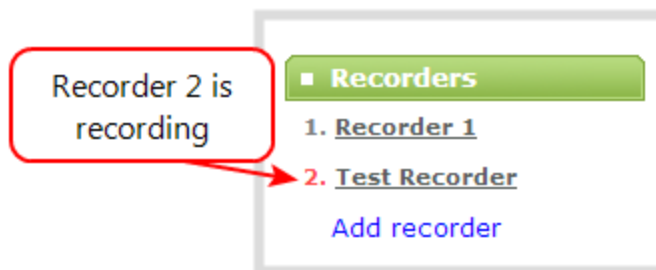 Recorder 2 is
recording
Recorders
1. Recorder 1
2. Test Recorder
Add recorder